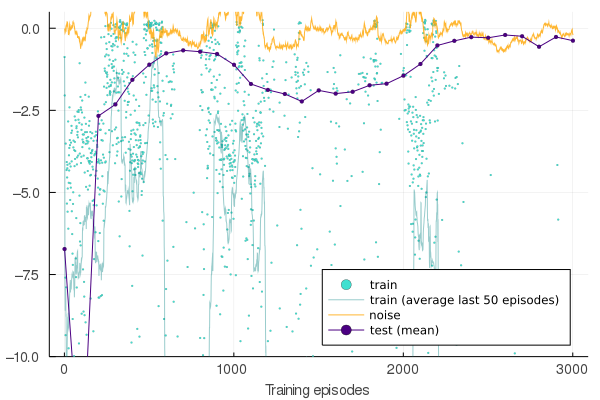 0.0
−2.5
−5.0
−7.5
−10.0
0
1000
2000
3000
Training episodes
train
train (average last 50 episodes)
noise
test (mean)